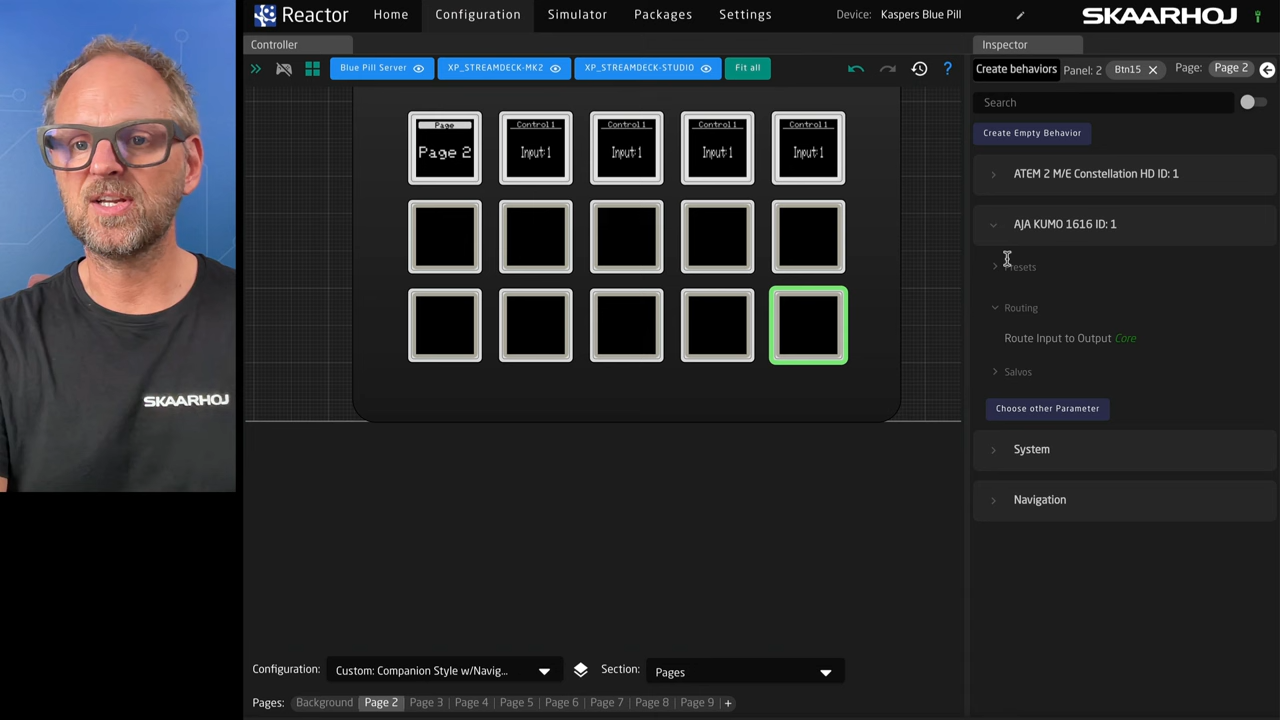 Reactor
Home
Configuration
Simulator
Packages
Settings
Device:
Kaspers Blue Pill
SKAARHOJ
Controller
Inspector
Blue Pill Server
XP_STREAMDECK-MK2
XP_STREAMDECK-STUDIO
Fit all
?
Create behaviors
Panel: 2
Btn15
Page:
Page 2
Search
Create Empty Behavior
ATEM 2 M/E Constellation HD ID: 1
AJA KUMO 1616 ID: 1
Presets
Routing
Route Input to Output Core
Salvos
Choose other Parameter
System
Navigation
Page
Page 2
Control 1
Input:1
Control 1
Input:1
Control 1
Input:1
Control 1
Input:1
SKAARHOJ
SKAARHOJ
Configuration:
Custom: Companion Style w/Navig...
Section:
Pages
Pages:
Background
Page 2
Page 3
Page 4
Page 5
Page 6
Page 7
Page 8
Page 9
+